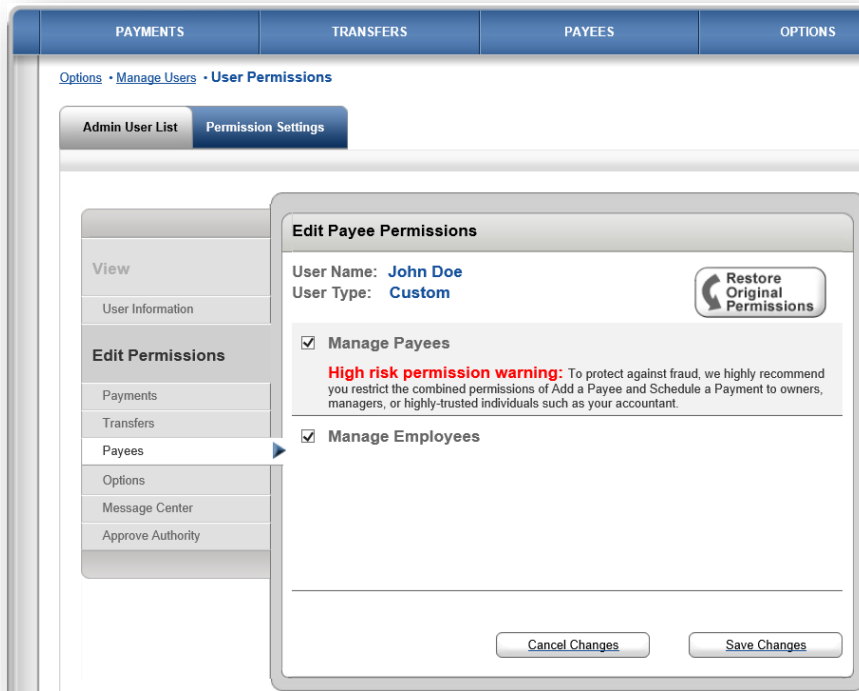 PAYMENTS TRANSFERS PAYEES OPTIONS
Options • Manage Users • User Permissions
Admin User List Permission Settings
View
User Information
Edit Permissions
Payments
Transfers
Payees
Options
Message Center
Approve Authority
Edit Payee Permissions
User Name: John Doe
User Type: Custom
Restore
Original
Permissions
Manage Payees
High risk permission warning: To protect against fraud, we highly recommend
you restrict the combined permissions of Add a Payee and Schedule a Payment to owners,
managers, or highly-trusted individuals such as your accountant.
Manage Employees
Cancel Changes Save Changes